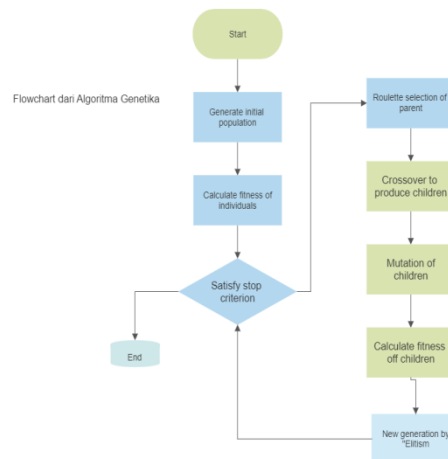 Start
Flowchart dari Algoritma Genetika
Generate initial
population
Calculate fitness of
individuals
Satisfy stop
criterion
End
Roulette selection of
parent
Crossover to
produce children
Mutation of
children
Calculate fitness
off children
New generation by
"Elitism